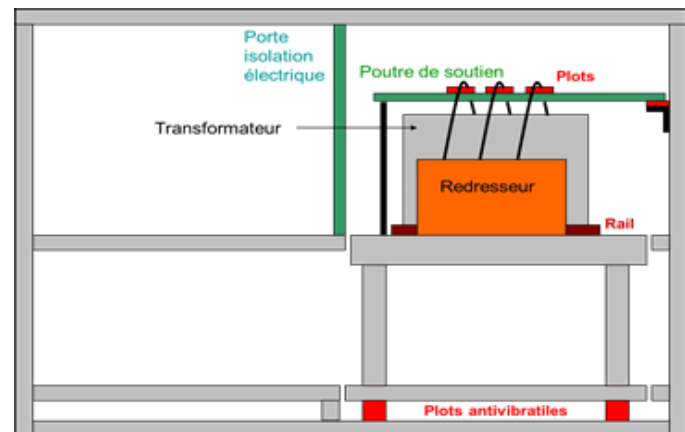 Porte
isolation
électrique
Poutre de soutien
Plots
Transformateur
Redresseur
Rail
Plots antivibratiles